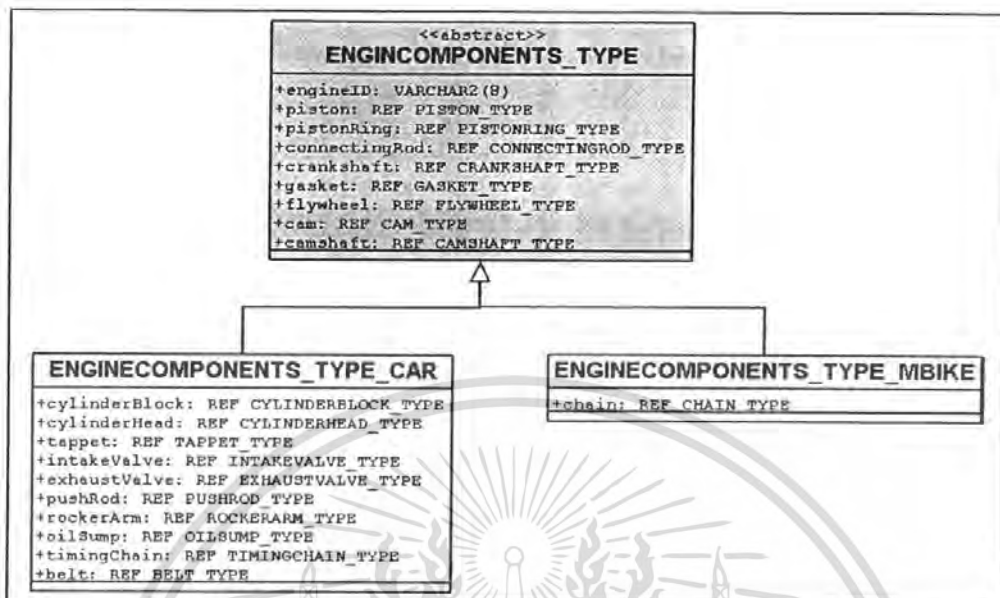 <<abstract>>
ENGINCOMPONENTS_TYPE
+engineID: VARCHAR2(8)
+piston: REF PISTON_TYPE
+pistonRing: REF PISTONRING_TYPE
+connectingRod: REF CONNECTINGROD_TYPE
+crankshaft: REF CRANKSHAFT_TYPE
+gasket: REF GASKET_TYPE
+flywheel: REF FLYWHEEL_TYPE
+cam: REF CAM_TYPE
+camshaft: REF CAMSHAFT_TYPE
ENGINECOMPONENTS_TYPE_CAR
+cylinderBlock: REF CYLINDERBLOCK_TYPE
+cylinderHead: REF CYLINDERHEAD_TYPE
+tappet: REF TAPPET_TYPE
+intakeValve: REF INTAKEVALVE_TYPE
+exhaustValve: REF EXHAUSTVALVE_TYPE
+pushRod: REF PUSHROD_TYPE
+rockerArm: REF ROCKERARM_TYPE
+oilSump: REF OILSUMP_TYPE
+timingChain: REF TIMINGCHAIN_TYPE
+belt: REF BELT_TYPE
ENGINECOMPONENTS_TYPE_MBIKE
+chain: REF CHAIN_TYPE